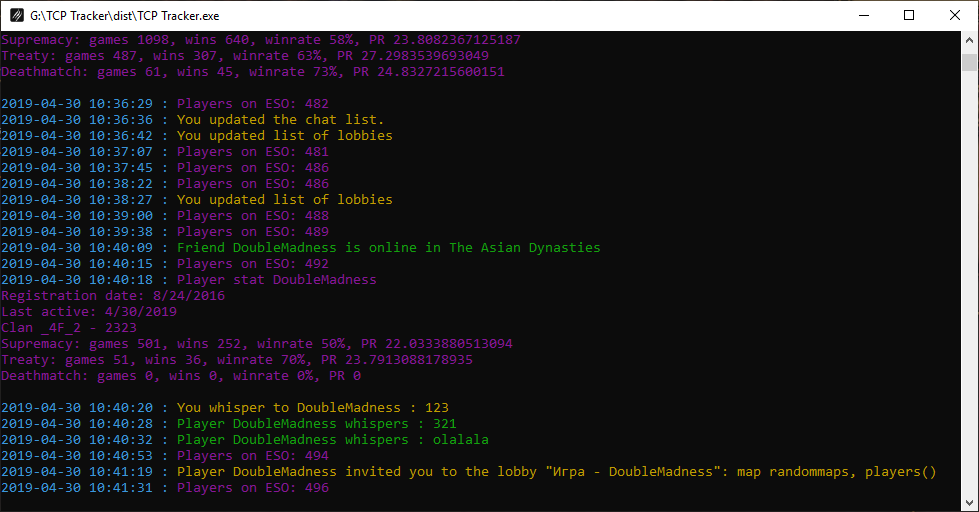 G:\TCP Tracker\dist\TCP Tracker.exe
Supremacy: games 1098, wins 640, winrate 58%, PR 23.8082367125187
Treaty: games 487, wins 307, winrate 63%, PR 27.2983539693049
Deathmatch: games 61, wins 45, winrate 73%, PR 24.8327215600151
2019-04-30 10:36:29 : Players on ESO: 482
2019-04-30 10:36:36 : You updated the chat list.
2019-04-30 10:36:42 : You updated list of lobbies
2019-04-30 10:37:07 : Players on ESO: 481
2019-04-30 10:37:45 : Players on ESO: 486
2019-04-30 10:38:22 : Players on ESO: 486
2019-04-30 10:38:27 : You updated list of lobbies
2019-04-30 10:39:00 : Players on ESO: 488
2019-04-30 10:39:38 : Players on ESO: 489
2019-04-30 10:40:09 : Friend DoubleMadness is online in The Asian Dynasties
2019-04-30 10:40:15 : Players on ESO: 492
2019-04-30 10:40:18 : Player stat DoubleMadness
Registration date: 8/24/2016
Last active: 4/30/2019
Clan _4F_2 - 2323
Supremacy: games 501, wins 252, winrate 50%, PR 22.0333880513094
Treaty: games 51, wins 36, winrate 70%, PR 23.7913088178935
Deathmatch: games 0, wins 0, winrate 0%, PR 0
2019-04-30 10:40:20 : You whisper to DoubleMadness : 123
2019-04-30 10:40:28 : Player DoubleMadness whispers : 321
2019-04-30 10:40:32 : Player DoubleMadness whispers : olalala
2019-04-30 10:40:53 : Players on ESO: 494
2019-04-30 10:41:19 : Player DoubleMadness invited you to the lobby "Игра - DoubleMadness": map randommaps, players()
2019-04-30 10:41:31 : Players on ESO: 496